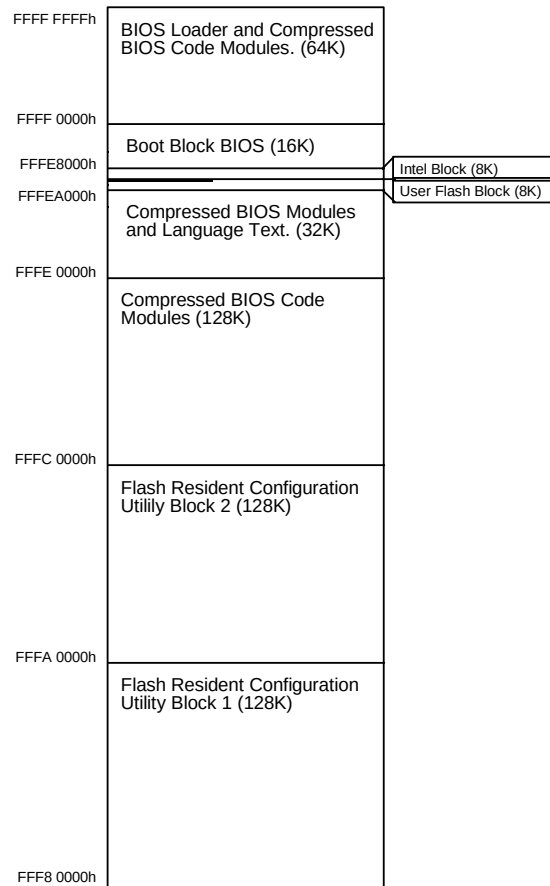 FFFF FFFFh
BIOS Loader and Compressed
BIOS Code Modules. (64K)
FFFF 0000h
Boot Block BIOS (16K)
FFFE8000h
Intel Block (8K)
User Flash Block (8K)
FFFEA000h
Compressed BIOS Modules
and Language Text. (32K)
FFFE 0000h
Compressed BIOS Code
Modules (128K)
FFFC 0000h
Flash Resident Configuration
Utilily Block 2 (128K)
FFFA 0000h
Flash Resident Configuration
Utility Block 1 (128K)
FFF8 0000h